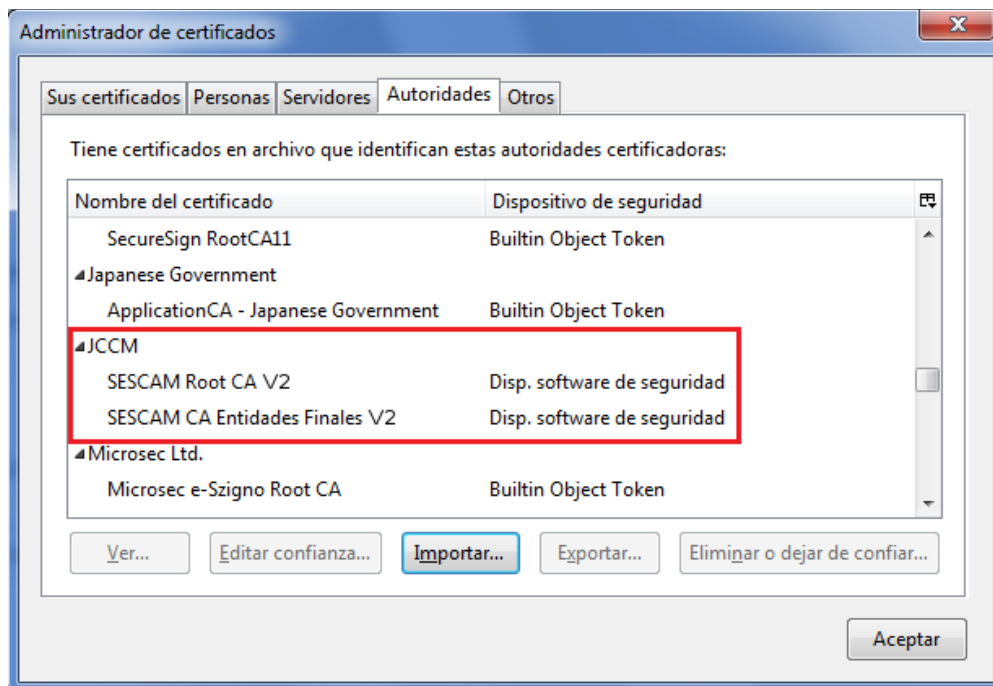 Administrador de certificados
Sus certificados Personas Servidores Autoridades Otros
Tiene certificados en archivo que identifican estas autoridades certificadoras:
Nombre del certificado Dispositivo de seguridad
SecureSign RootCA11 Builtin Object Token
Japanese Government
ApplicationCA - Japanese Government Builtin Object Token
JCCM
SESCAM Root CA V2 Disp. software de seguridad
SESCAM CA Entidades Finales V2 Disp. software de seguridad
Microsec Ltd.
Microsec e-Szigno Root CA Builtin Object Token
Ver... Editar confianza... Importar... Exportar... Eliminar o dejar de confiar...
Aceptar